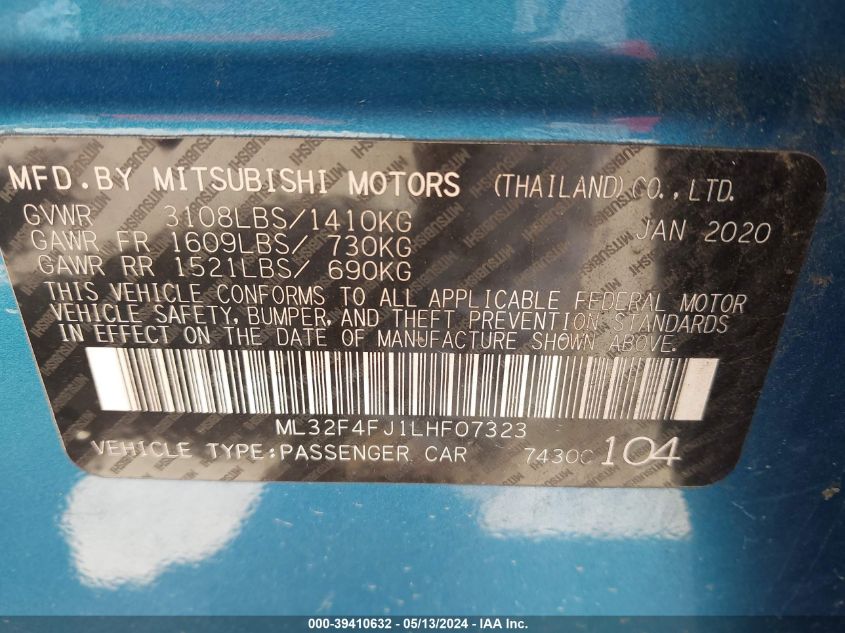 MFD.BY MITSUBISHI MOTORS (THAILAND)CO.,LTD.
GVWR 3108LBS/1410KG JAN 2020
GAWR FR 1609LBS/ 730KG
GAWR RR 1521LBS/ 690KG
THIS VEHICLE CONFORMS TO ALL APPLICABLE FEDERAL MOTOR
VEHICLE SAFETY, BUMPER, AND THEFT PREVENTION STANDARDS
IN EFFECT ON THE DATE OF MANUFACTURE SHOWN ABOVE.
ML32F4FJ1LHF07323
VEHICLE TYPE:PASSENGER CAR 7430C 104
000-39410632 - 05/13/2024 - IAAI.com